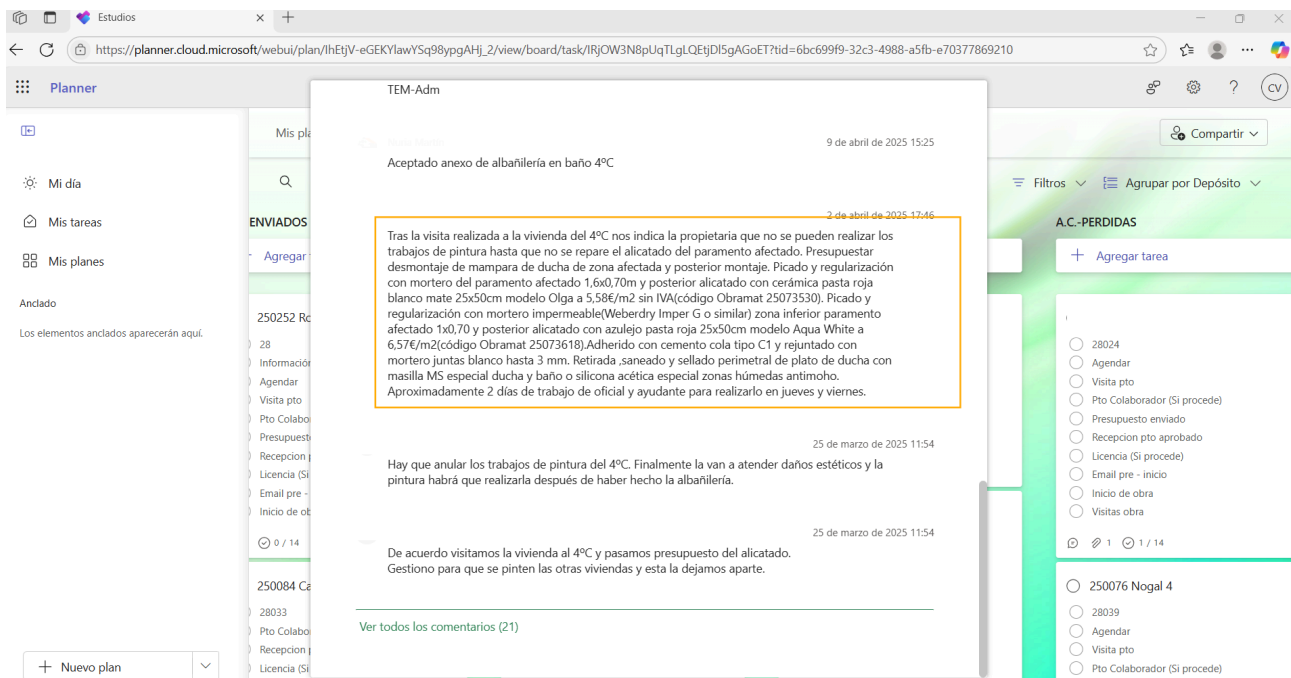 Estudios
https://planner.cloud.microsoft/webui/plan/IhEtjV-eGEKYlawYSq98ypgAHj_2/view/board/task/IRjOW3N8pUqTLgLQEtjDl5gAGoET?tid=6bc699f9-32c3-4988-a5fb-e70377869210
Planner
CV
Mi día
Mis tareas
Mis planes
Anclado
Los elementos anclados aparecerán aquí.
Nuevo plan
Mis pla
ENVIADOS
Agregar
250252 Ro
28
Información
Agendar
Visita pto
Pto Colabo
Presupuest
Recepcion
Licencia (Si
Email pre -
Inicio de ob
0 / 14
250084 Ca
28033
Pto Colabo
Recepcion
Licencia (Si
TEM-Adm
9 de abril de 2025 15:25
Aceptado anexo de albañilería en baño 4ºC
2 de abril de 2025 17:46
Tras la visita realizada a la vivienda del 4ºC nos indica la propietaria que no se pueden realizar los
trabajos de pintura hasta que no se repare el alicatado del paramento afectado. Presupuestar
desmontaje de mampara de ducha de zona afectada y posterior montaje. Picado y regularización
con mortero del paramento afectado 1,6x0,70m y posterior alicatado con cerámica pasta roja
blanco mate 25x50cm modelo Olga a 5,58€/m2 sin IVA(código Obramat 25073530). Picado y
regularización con mortero impermeable(Weberdry Imper G o similar) zona inferior paramento
afectado 1x0,70 y posterior alicatado con azulejo pasta roja 25x50cm modelo Aqua White a
6,57€/m2(código Obramat 25073618).Adherido con cemento cola tipo C1 y rejuntado con
mortero juntas blanco hasta 3 mm. Retirada ,saneado y sellado perimetral de plato de ducha con
masilla MS especial ducha y baño o silicona acética especial zonas húmedas antimoho.
Aproximadamente 2 días de trabajo de oficial y ayudante para realizarlo en jueves y viernes.
25 de marzo de 2025 11:54
Hay que anular los trabajos de pintura del 4ºC. Finalmente la van a atender daños estéticos y la
pintura habrá que realizarla después de haber hecho la albañilería.
25 de marzo de 2025 11:54
De acuerdo visitamos la vivienda al 4ºC y pasamos presupuesto del alicatado.
Gestiono para que se pinten las otras viviendas y esta la dejamos aparte.
Ver todos los comentarios (21)
Compartir
Filtros
Agrupar por Depósito
A.C.-PERDIDAS
Agregar tarea
28024
Agendar
Visita pto
Pto Colaborador (Si procede)
Presupuesto enviado
Recepcion pto aprobado
Licencia (Si procede)
Email pre - inicio
Inicio de obra
Visitas obra
1
1 / 14
250076 Nogal 4
28039
Agendar
Visita pto
Pto Colaborador (Si procede)